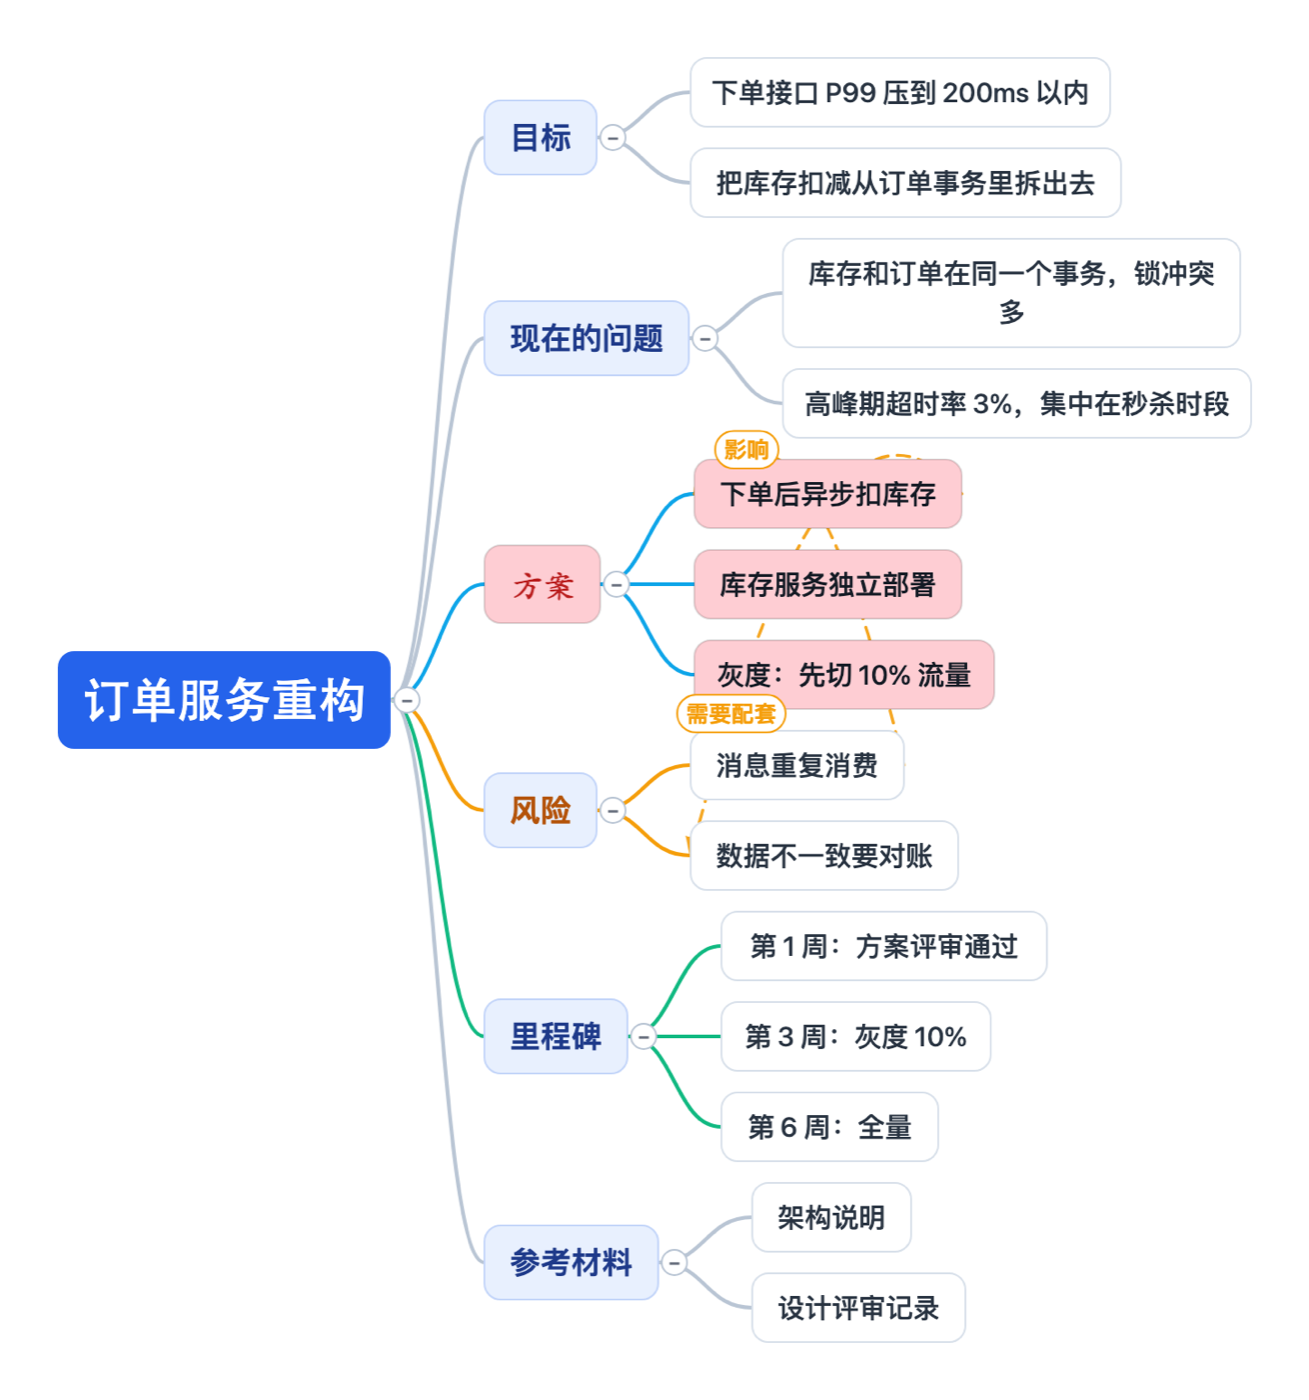 订单服务重构
目标
下单接口 P99 压到 200ms 以内
把库存扣减从订单事务里拆出去
现在的问题
库存和订单在同一个事务，锁冲突
多
高峰期超时率 3%，集中在秒杀时段
方案
影响
下单后异步扣库存
库存服务独立部署
灰度：先切 10% 流量
需要配套
风险
消息重复消费
数据不一致要对账
里程碑
第 1 周：方案评审通过
第 3 周：灰度 10%
第 6 周：全量
参考材料
架构说明
设计评审记录